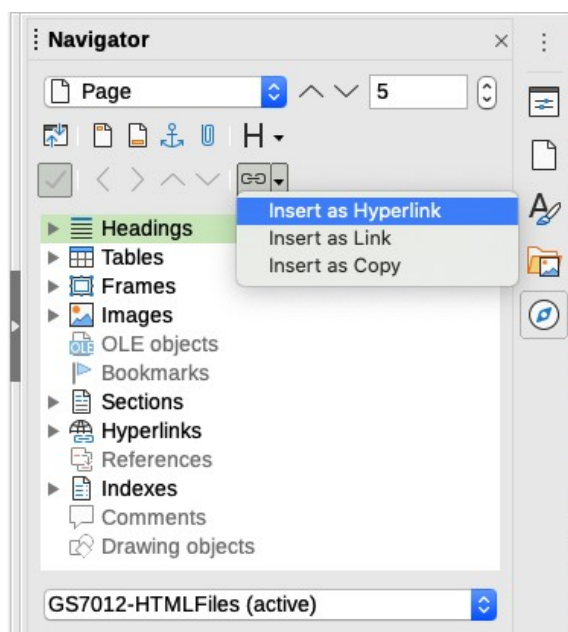 Navigator
Page 5
H
Insert as Hyperlink
Headings
Insert as Link
Tables
Insert as Copy
Frames
Images
OLE OLE objects
Bookmarks
Sections
Hyperlinks
References
Indexes
Comments
Drawing objects
GS7012-HTMLFiles (active)